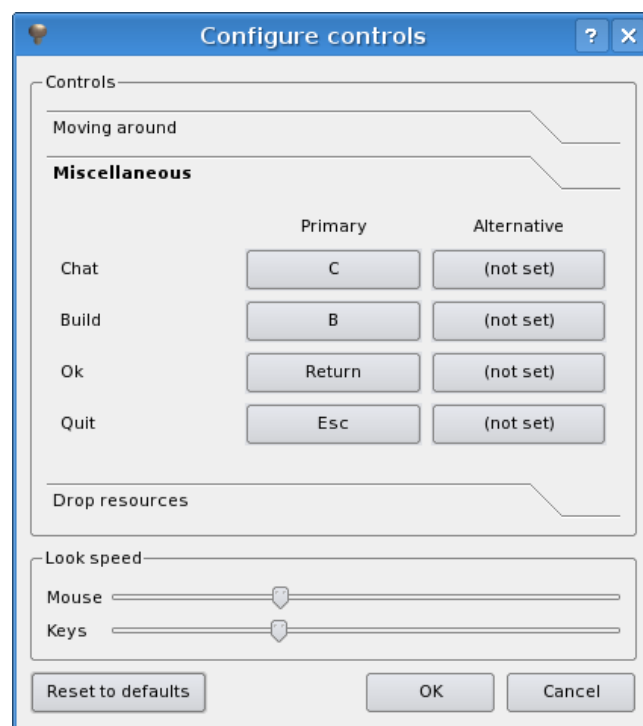 Configure controls ? ×
Controls
Moving around
Miscellaneous
Primary Alternative
Chat C (not set)
Build B (not set)
Ok Return (not set)
Quit Esc (not set)
Drop resources
Look speed
Mouse
Keys
Reset to defaults OK Cancel